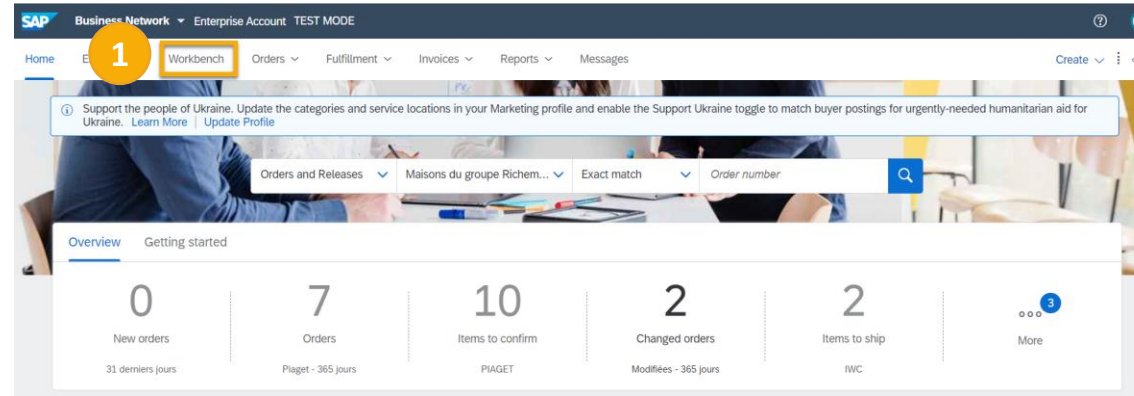 SAP Business Network Enterprise Account TEST MODE
Home E 1 Workbench Orders Fulfillment Invoices Reports Messages Create
Support the people of Ukraine. Update the categories and service locations in your Marketing profile and enable the Support Ukraine toggle to match buyer postings for urgently-needed humanitarian aid for
Ukraine. Learn More | Update Profile
Orders and Releases Maisons du groupe Richem... Exact match Order number
Overview Getting started
0 7 10 2 2 3
New orders Orders Items to confirm Changed orders Items to ship More
31 derniers jours Piaget - 365 jours PIAGET Modifiées - 365 jours IWC